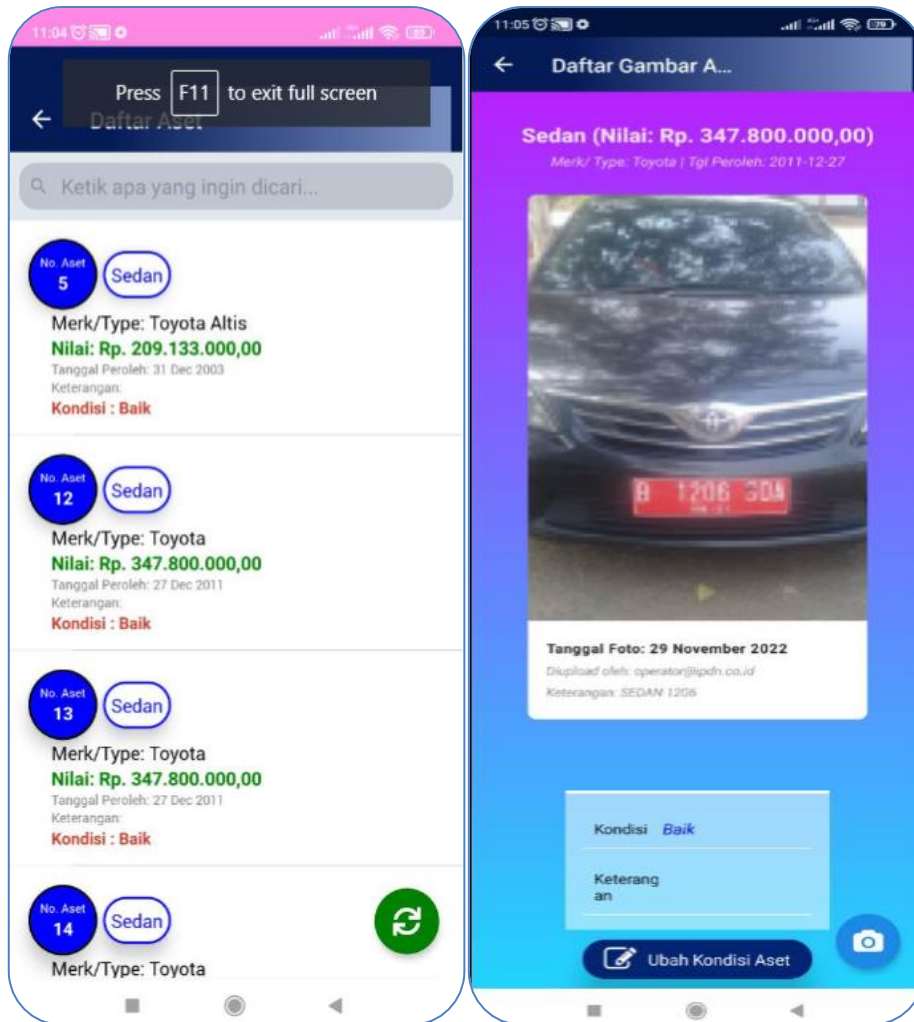 11:04
Press F11 to exit full screen
Daftar Aset
Ketik apa yang ingin dicari...
No. Aset
5
Sedan
Merk/Type: Toyota Altis
Nilai: Rp. 209.133.000,00
Tanggal Peroleh: 31 Dec 2003
Keterangan:
Kondisi : Baik
No. Aset
12
Sedan
Merk/Type: Toyota
Nilai: Rp. 347.800.000,00
Tanggal Peroleh: 27 Dec 2011
Keterangan:
Kondisi : Baik
No. Aset
13
Sedan
Merk/Type: Toyota
Nilai: Rp. 347.800.000,00
Tanggal Peroleh: 27 Dec 2011
Keterangan:
Kondisi : Baik
No. Aset
14
Sedan
Merk/Type: Toyota
11:05
79
Daftar Gambar A...
Sedan (Nilai: Rp. 347.800.000,00)
Merk/ Type: Toyota | Tgl Peroleh: 2011-12-27
B 1206 SDA
Tanggal Foto: 29 November 2022
Diupload oleh: operator@ipdn.co.id
Keterangan: SEDAN 1206
Kondisi Baik
Keterang
an
Ubah Kondisi Aset